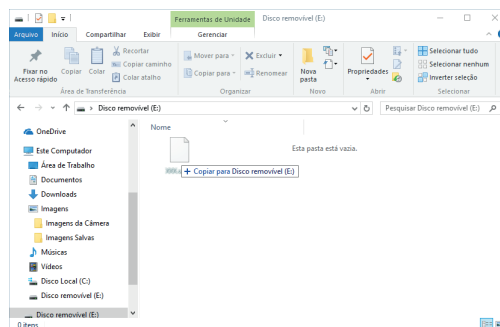 Ferramentas de Unidade Disco removível (E:)
Arquivo Início Compartilhar Exibir Gerenciar
Fixar no Acesso rápido
Copiar
Colar
Recortar
Copiar caminho
Colar atalho
Área de Transferência
Mover para
Copiar para
Excluir
Renomear
Organizar
Nova pasta
Novo
Propriedades
Abrir
Selecionar tudo
Selecionar nenhum
Inverter seleção
Selecionar
Disco removível (E:)
Pesquisar Disco removível (E:)
Nome
Esta pasta está vazia.
Copiar para Disco removível (E:)
OneDrive
Este Computador
Área de Trabalho
Documentos
Downloads
Imagens
Imagens da Câmera
Imagens Salvas
Músicas
Vídeos
Disco Local (C:)
Disco removível (E:)
Disco removível (E:)
0 itens